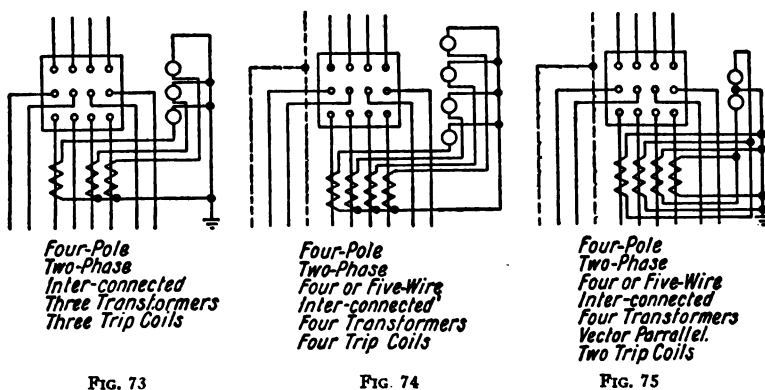 Four-Pole
Two-Phase
Inter-connected
Three Transformers
Three Trip Coils
FIG. 73
Four-Pole
Two-Phase
Four or Five-Wire
Inter-connected
Four Transformers
Four Trip Coils
FIG. 74
Four-Pole
Two-Phase
Four or Five-Wire
Inter-connected
Four Transformers
Vector Parrallel.
Two Trip Coils
FIG. 75